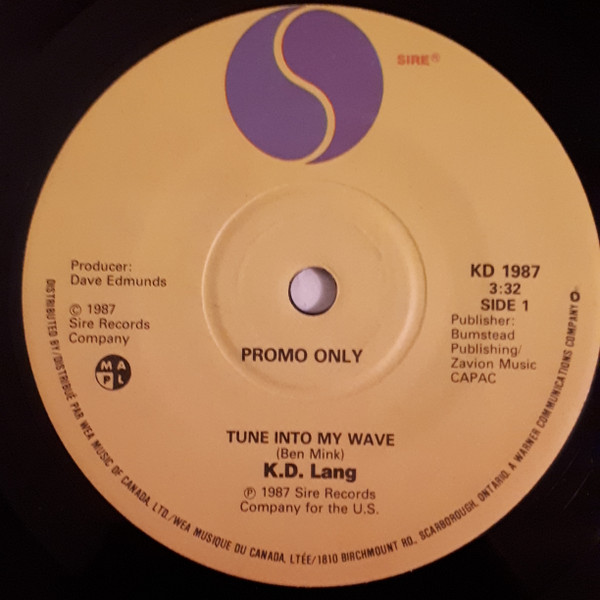 SIRE®
Producer:
Dave Edmunds
© 1987
Sire Records
Company
M A
P L
KD 1987
3:32
SIDE 1
Publisher:
Bumstead
Publishing/
Zavion Music
CAPAC
PROMO ONLY
TUNE INTO MY WAVE
(Ben Mink)
K.D. Lang
℗ 1987 Sire Records
Company for the U.S.
DISTRIBUTED BY/DISTRIBUÉ PAR WEA MUSIC OF CANADA, LTD./WEA MUSIQUE DU CANADA, LTÉE/1810 BIRCHMOUNT RD., SCARBOROUGH, ONTARIO. A WARNER COMMUNICATIONS COMPANY